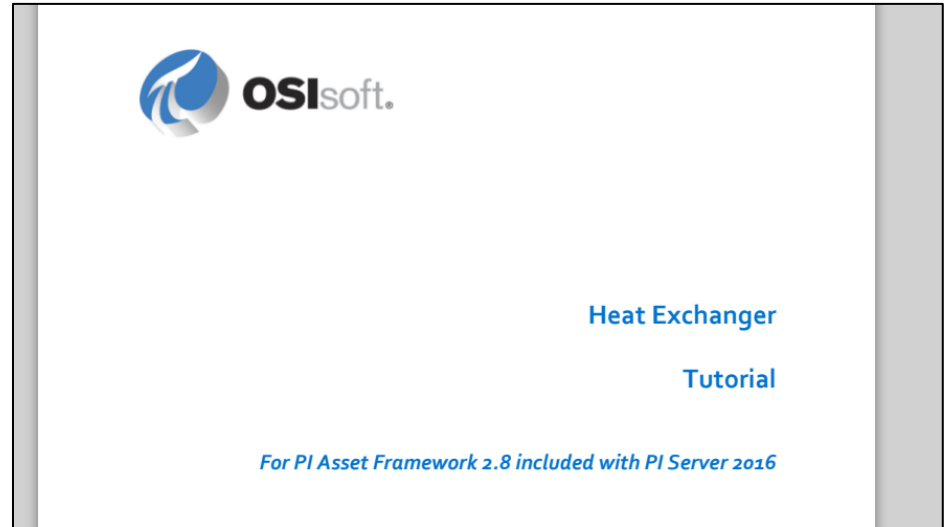 OSIsoft.
Heat Exchanger
Tutorial
For PI Asset Framework 2.8 included with PI Server 2016